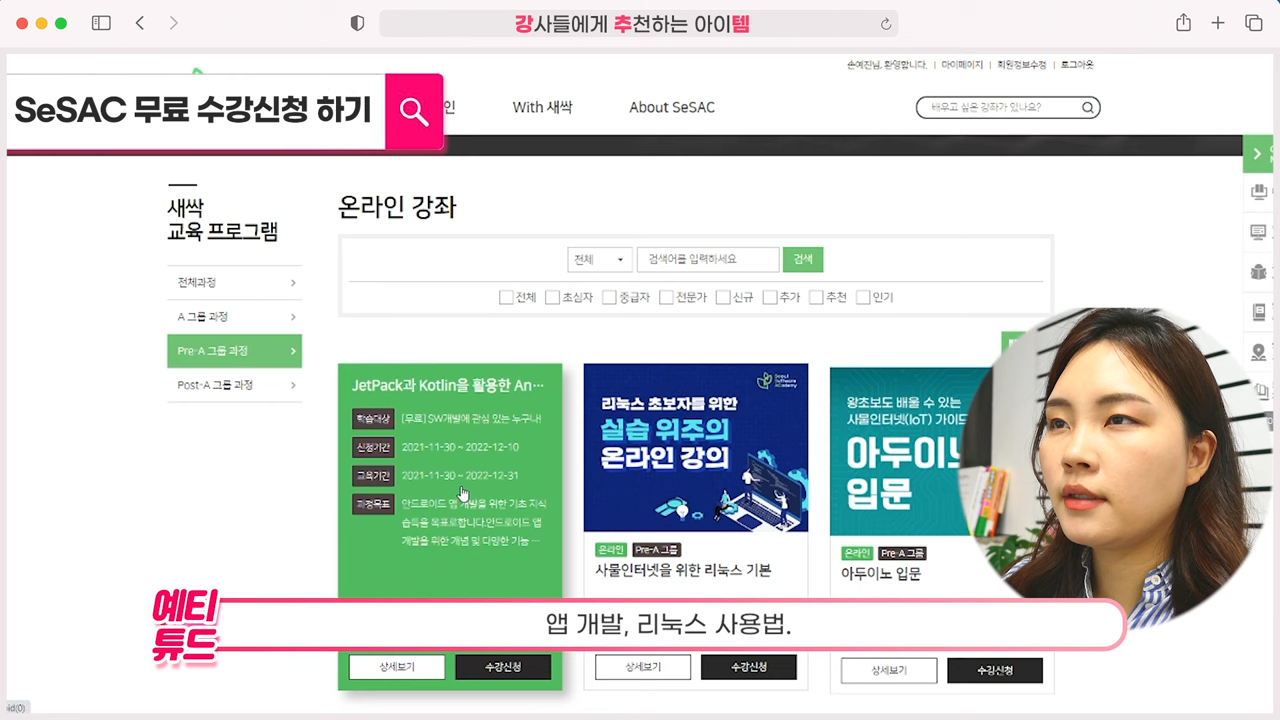 강사들에게 추천하는 아이템
손예진님, 환영합니다. | 마이페이지 | 회원정보수정 | 로그아웃
SeSAC 무료 수강신청 하기
인
With 새싹
About SeSAC
배우고 싶은 강좌가 있나요?
새싹
교육 프로그램
전체과정
A 그룹 과정
Pre-A 그룹 과정
Post-A 그룹 과정
온라인 강좌
전체
검색어를 입력하세요
검색
전체 초심자 중급자 전문가 신규 추가 추천 인기
JetPack과 Kotlin을 활용한 An…
학습대상 [무료] SW개발에 관심 있는 누구나!
신청기간 2021-11-30 ~ 2022-12-10
교육기간 2021-11-30 ~ 2022-12-31
과정목표 안드로이드 앱 개발을 위한 기초 지식
습득을 목표로합니다.안드로이드 앱
개발을 위한 개념 및 다양한 기능 …
상세보기
수강신청
Seoul
Software
ACademy
리눅스 초보자를 위한
실습 위주의
온라인 강의
온라인 Pre-A 그룹
사물인터넷을 위한 리눅스 기본
상세보기
수강신청
왕초보도 배울 수 있는
사물인터넷(IoT) 가이드
아두이노
입문
온라인 Pre-A 그룹
아두이노 입문
상세보기
수강신청
예티
튜드
앱 개발, 리눅스 사용법.
id(0)